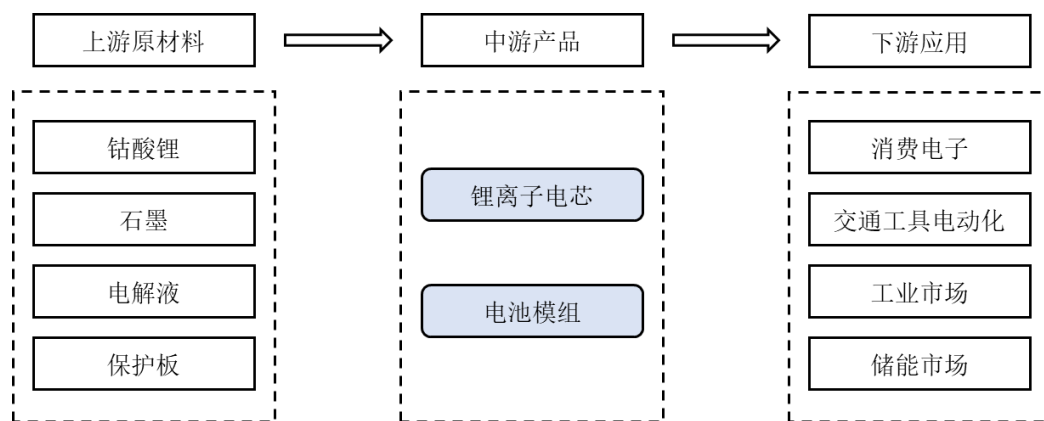 上游原材料
中游产品
下游应用
钴酸锂
石墨
电解液
保护板
锂离子电芯
电池模组
消费电子
交通工具电动化
工业市场
储能市场